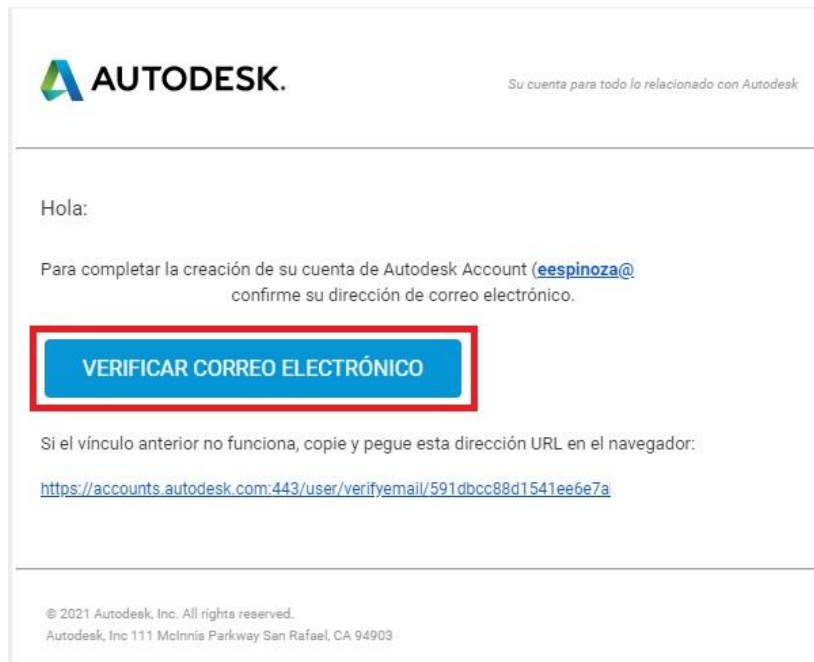 AUTODESK.
Su cuenta para todo lo relacionado con Autodesk
Hola:
Para completar la creación de su cuenta de Autodesk Account (eespinoza@
confirme su dirección de correo electrónico.
VERIFICAR CORREO ELECTRÓNICO
Si el vínculo anterior no funciona, copie y pegue esta dirección URL en el navegador:
https://accounts.autodesk.com:443/user/verifyemail/591dbcc88d1541ee6e7a
© 2021 Autodesk, Inc. All rights reserved.
Autodesk, Inc 111 McInnis Parkway San Rafael, CA 94903